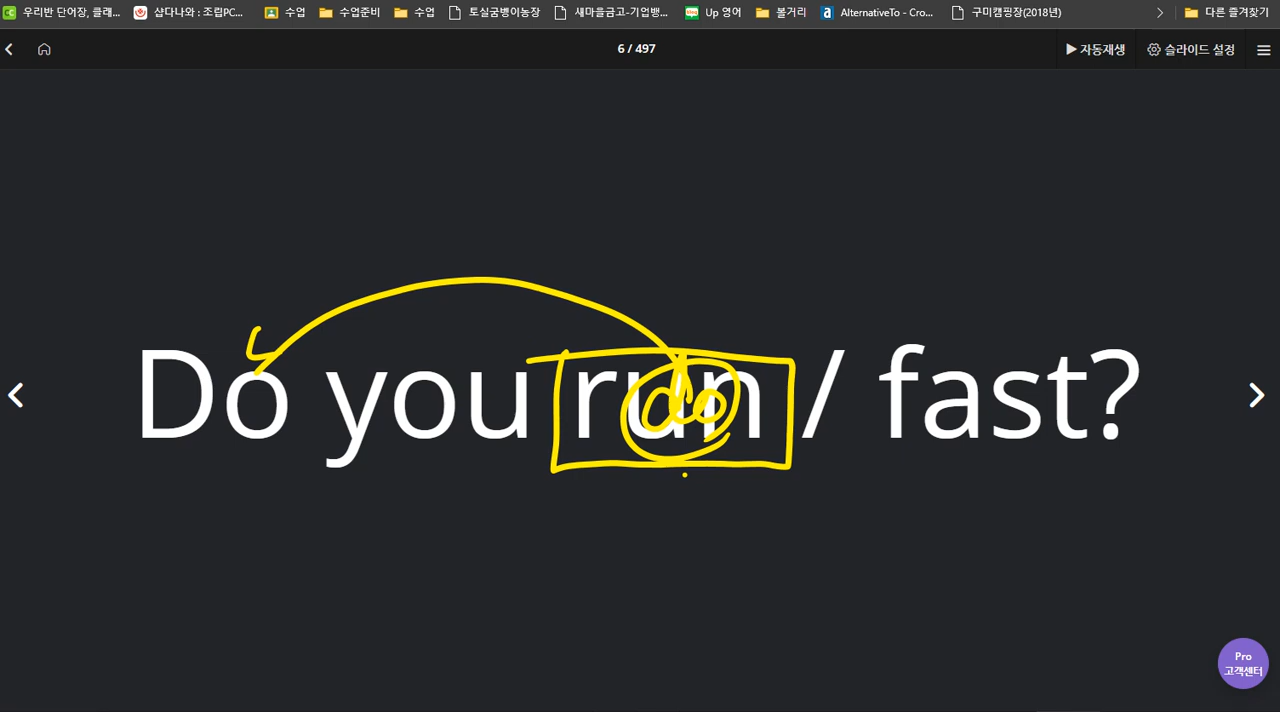 우리반 단어장, 클래... 샵다나와 : 조립PC... 수업 수업준비 수업 토실굼벵이농장 새마을금고-기업뱅... Up 영어 볼거리 AlternativeTo - Cro... 구미캠핑장(2018년) 다른 즐겨찾기
6 / 497 자동재생 슬라이드 설정
Do you run / fast?
do
Pro
고객센터